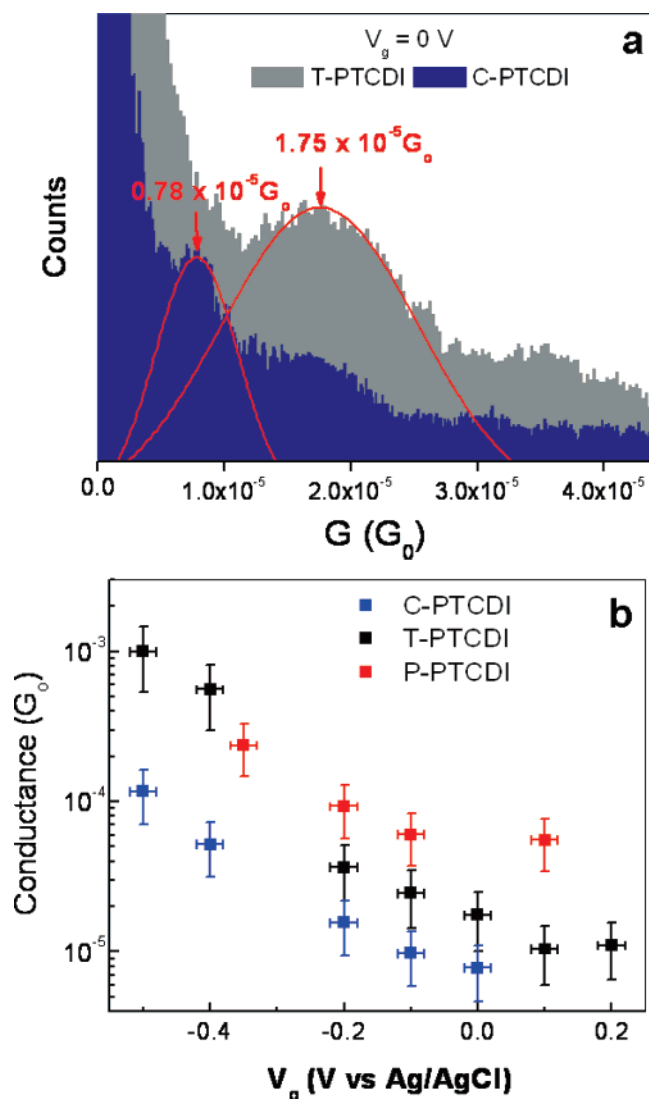 a
V_g = 0 V
T-PTCDI C-PTCDI
1.75 x 10⁻⁵G_o
0.78 x 10⁻⁵G_o
Counts
0.0 1.0x10⁻⁵ 2.0x10⁻⁵ 3.0x10⁻⁵ 4.0x10⁻⁵
G (G₀)
b
C-PTCDI
T-PTCDI
P-PTCDI
10⁻³
10⁻⁴
10⁻⁵
Conductance (G_o)
-0.4 -0.2 0.0 0.2
V_g (V vs Ag/AgCl)